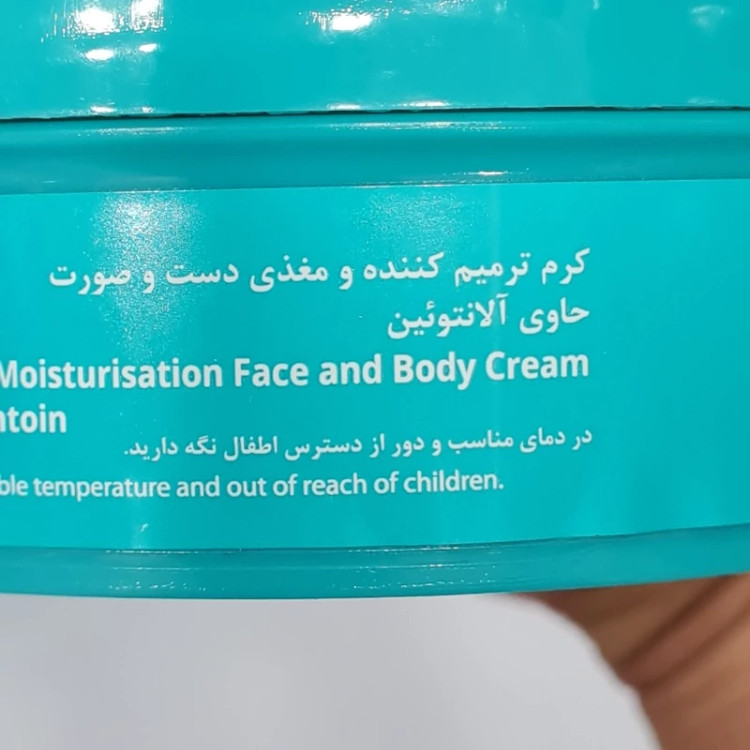 کرم ترمیم کننده و مغذی دست و صورت
حاوی آلانتوئین
Moisturisation Face and Body Cream
ntoin
در دمای مناسب و دور از دسترس اطفال نگه دارید.
ble temperature and out of reach of children.